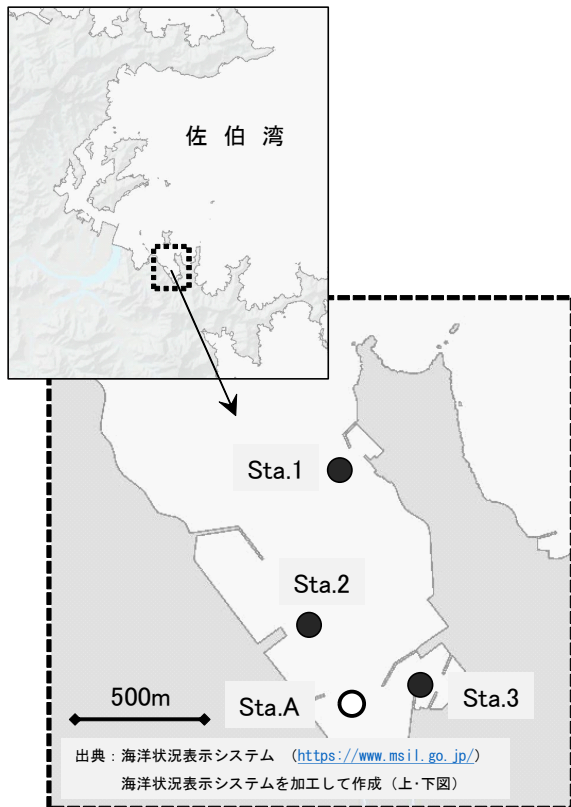 佐 伯 湾
Sta.1
Sta.2
Sta.3
500m
Sta.A
出典：海洋状況表示システム （https://www.msil.go.jp/）
海洋状況表示システムを加工して作成（上・下図）